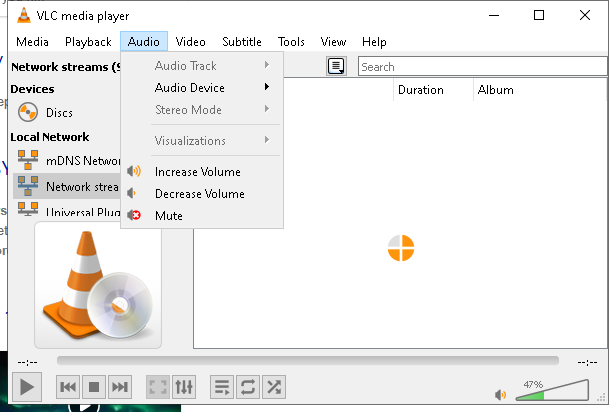 VLC media player
Media Playback Audio Video Subtitle Tools View Help
Network streams (S
Search
Devices
Duration Album
Discs
Local Network
mDNS Networ
Network strea
Universal Plug
Audio Track
Audio Device
Stereo Mode
Visualizations
Increase Volume
Decrease Volume
Mute
--:-- --:--
47%